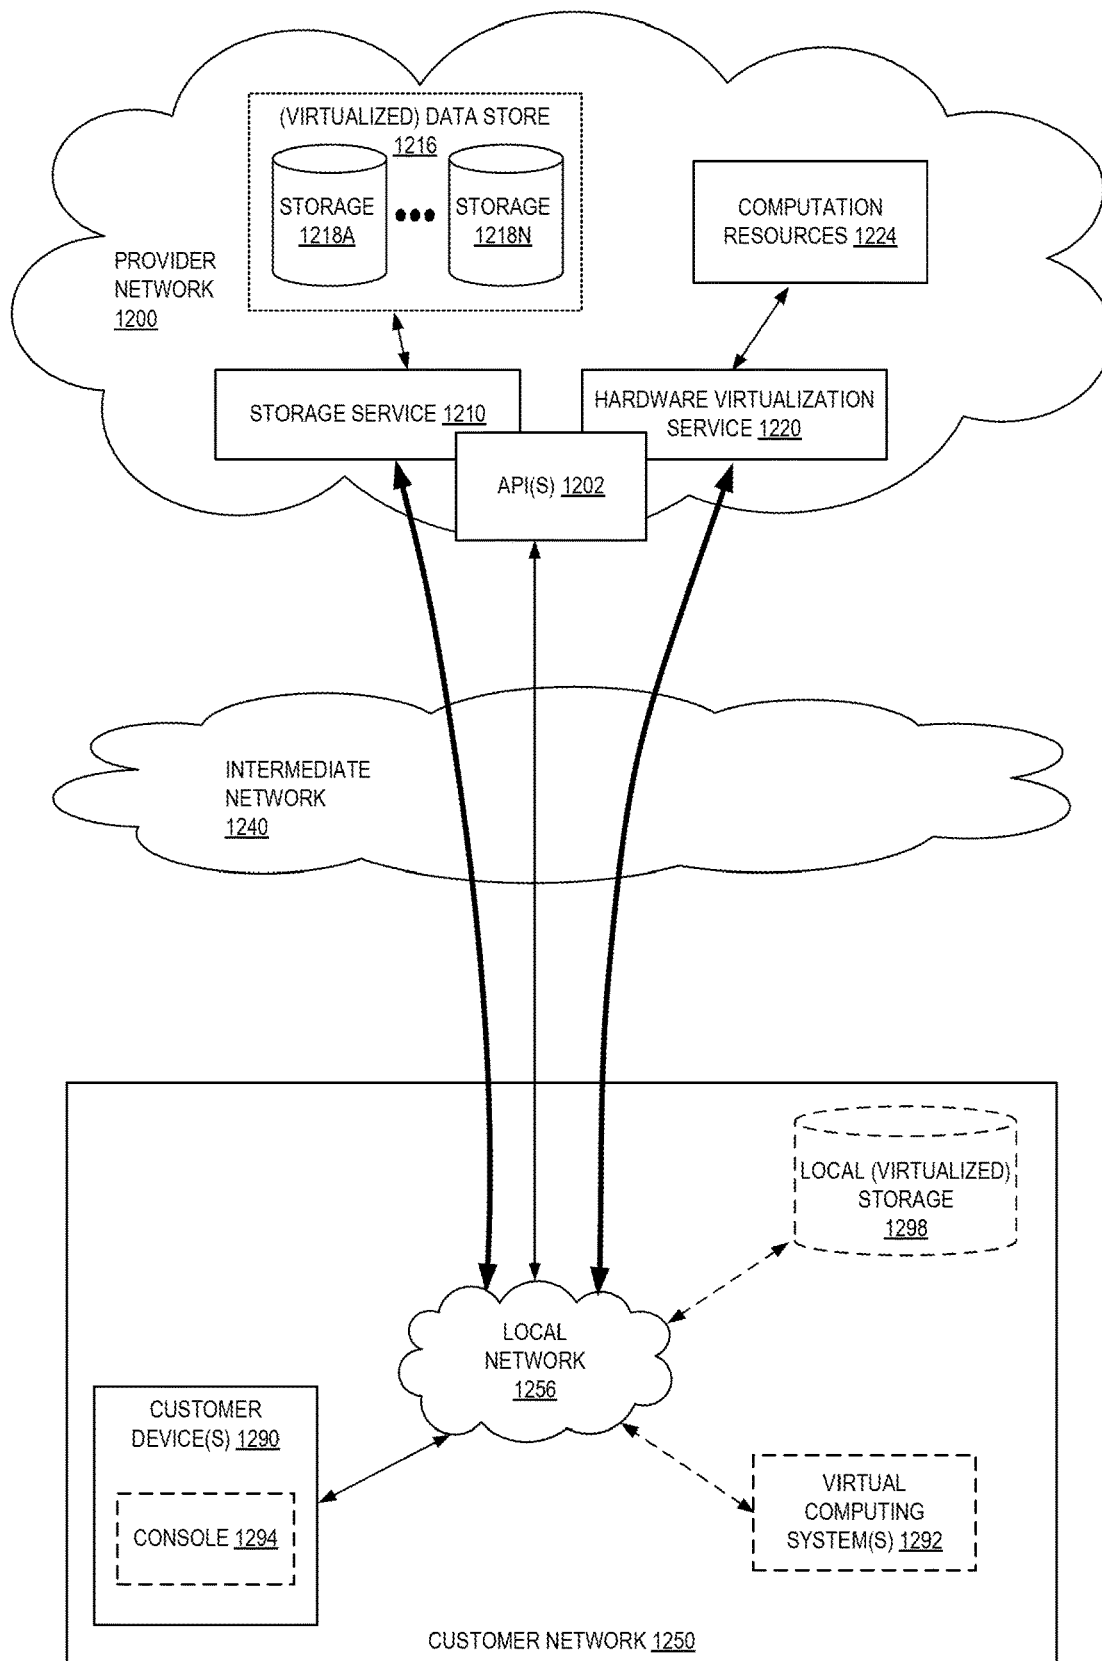 (VIRTUALIZED) DATA STORE
1216
STORAGE
1218A
STORAGE
1218N
COMPUTATION
RESOURCES 1224
PROVIDER
NETWORK
1200
STORAGE SERVICE 1210
HARDWARE VIRTUALIZATION
SERVICE 1220
API(S) 1202
INTERMEDIATE
NETWORK
1240
LOCAL (VIRTUALIZED)
STORAGE
1298
LOCAL
NETWORK
1256
CUSTOMER
DEVICE(S) 1290
CONSOLE 1294
VIRTUAL
COMPUTING
SYSTEM(S) 1292
CUSTOMER NETWORK 1250